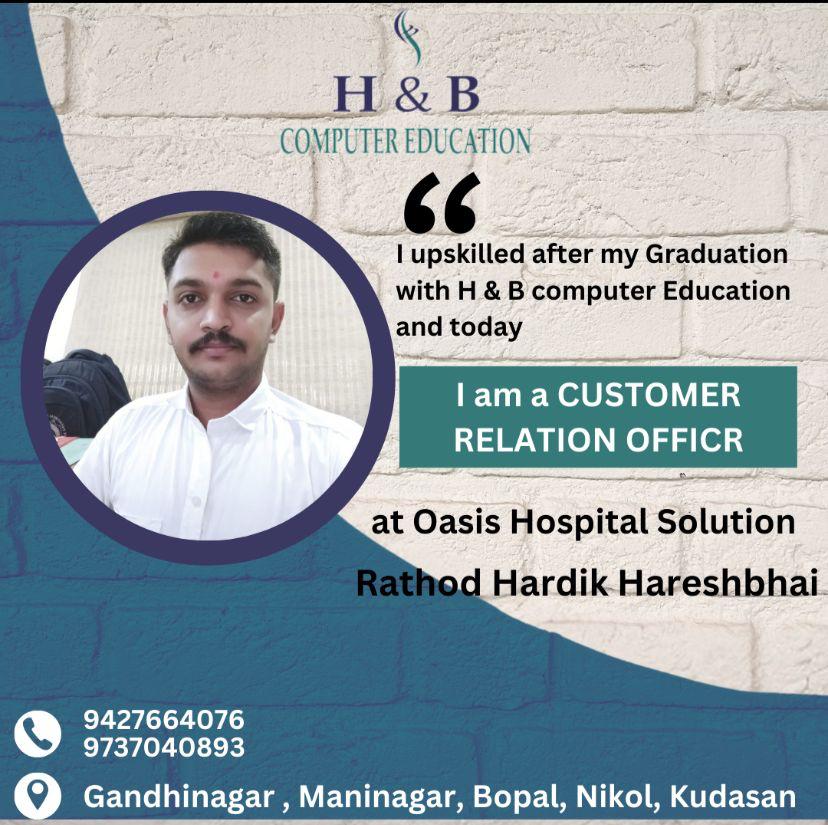 H & B
COMPUTER EDUCATION
“
I upskilled after my Graduation
with H & B computer Education
and today
I am a CUSTOMER
RELATION OFFICR
at Oasis Hospital Solution
Rathod Hardik Hareshbhai
9427664076
9737040893
Gandhinagar , Maninagar, Bopal, Nikol, Kudasan